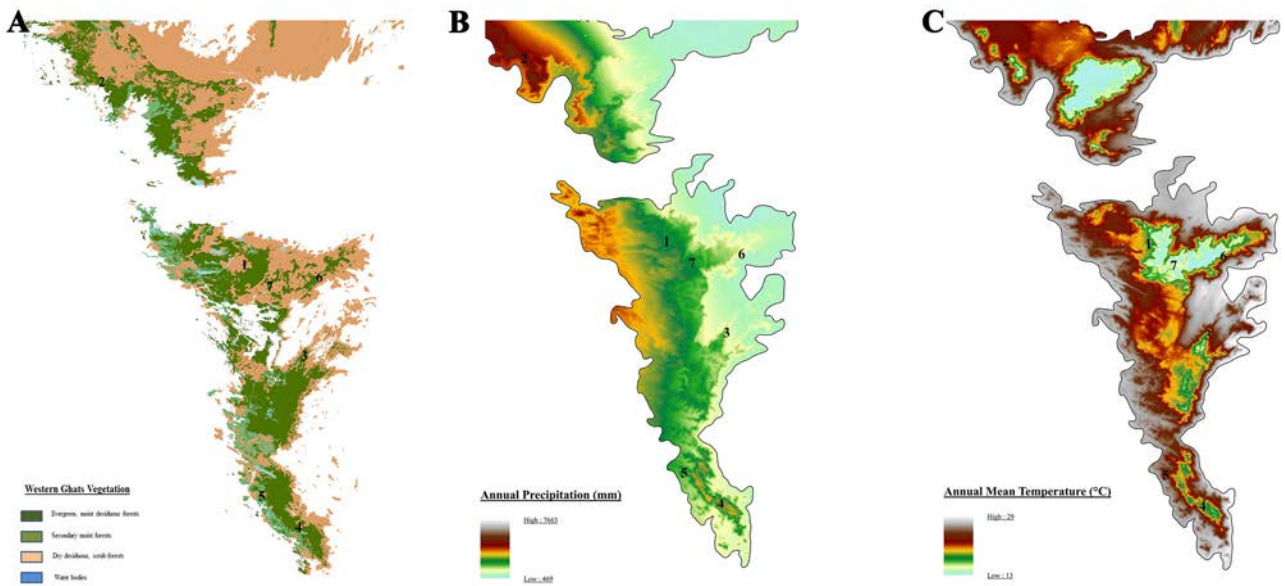 A
2
1
7
6
3
5
4
Western Ghats Vegetation
Evergreen, moist deciduous forests
Secondary moist forests
Dry deciduous, scrub forests
Water bodies
B
2
1
7
6
3
5
4
Annual Precipitation (mm)
High : 7663
Low : 469
C
1
7
6
4
Annual Mean Temperature (°C)
High : 29
Low : 13